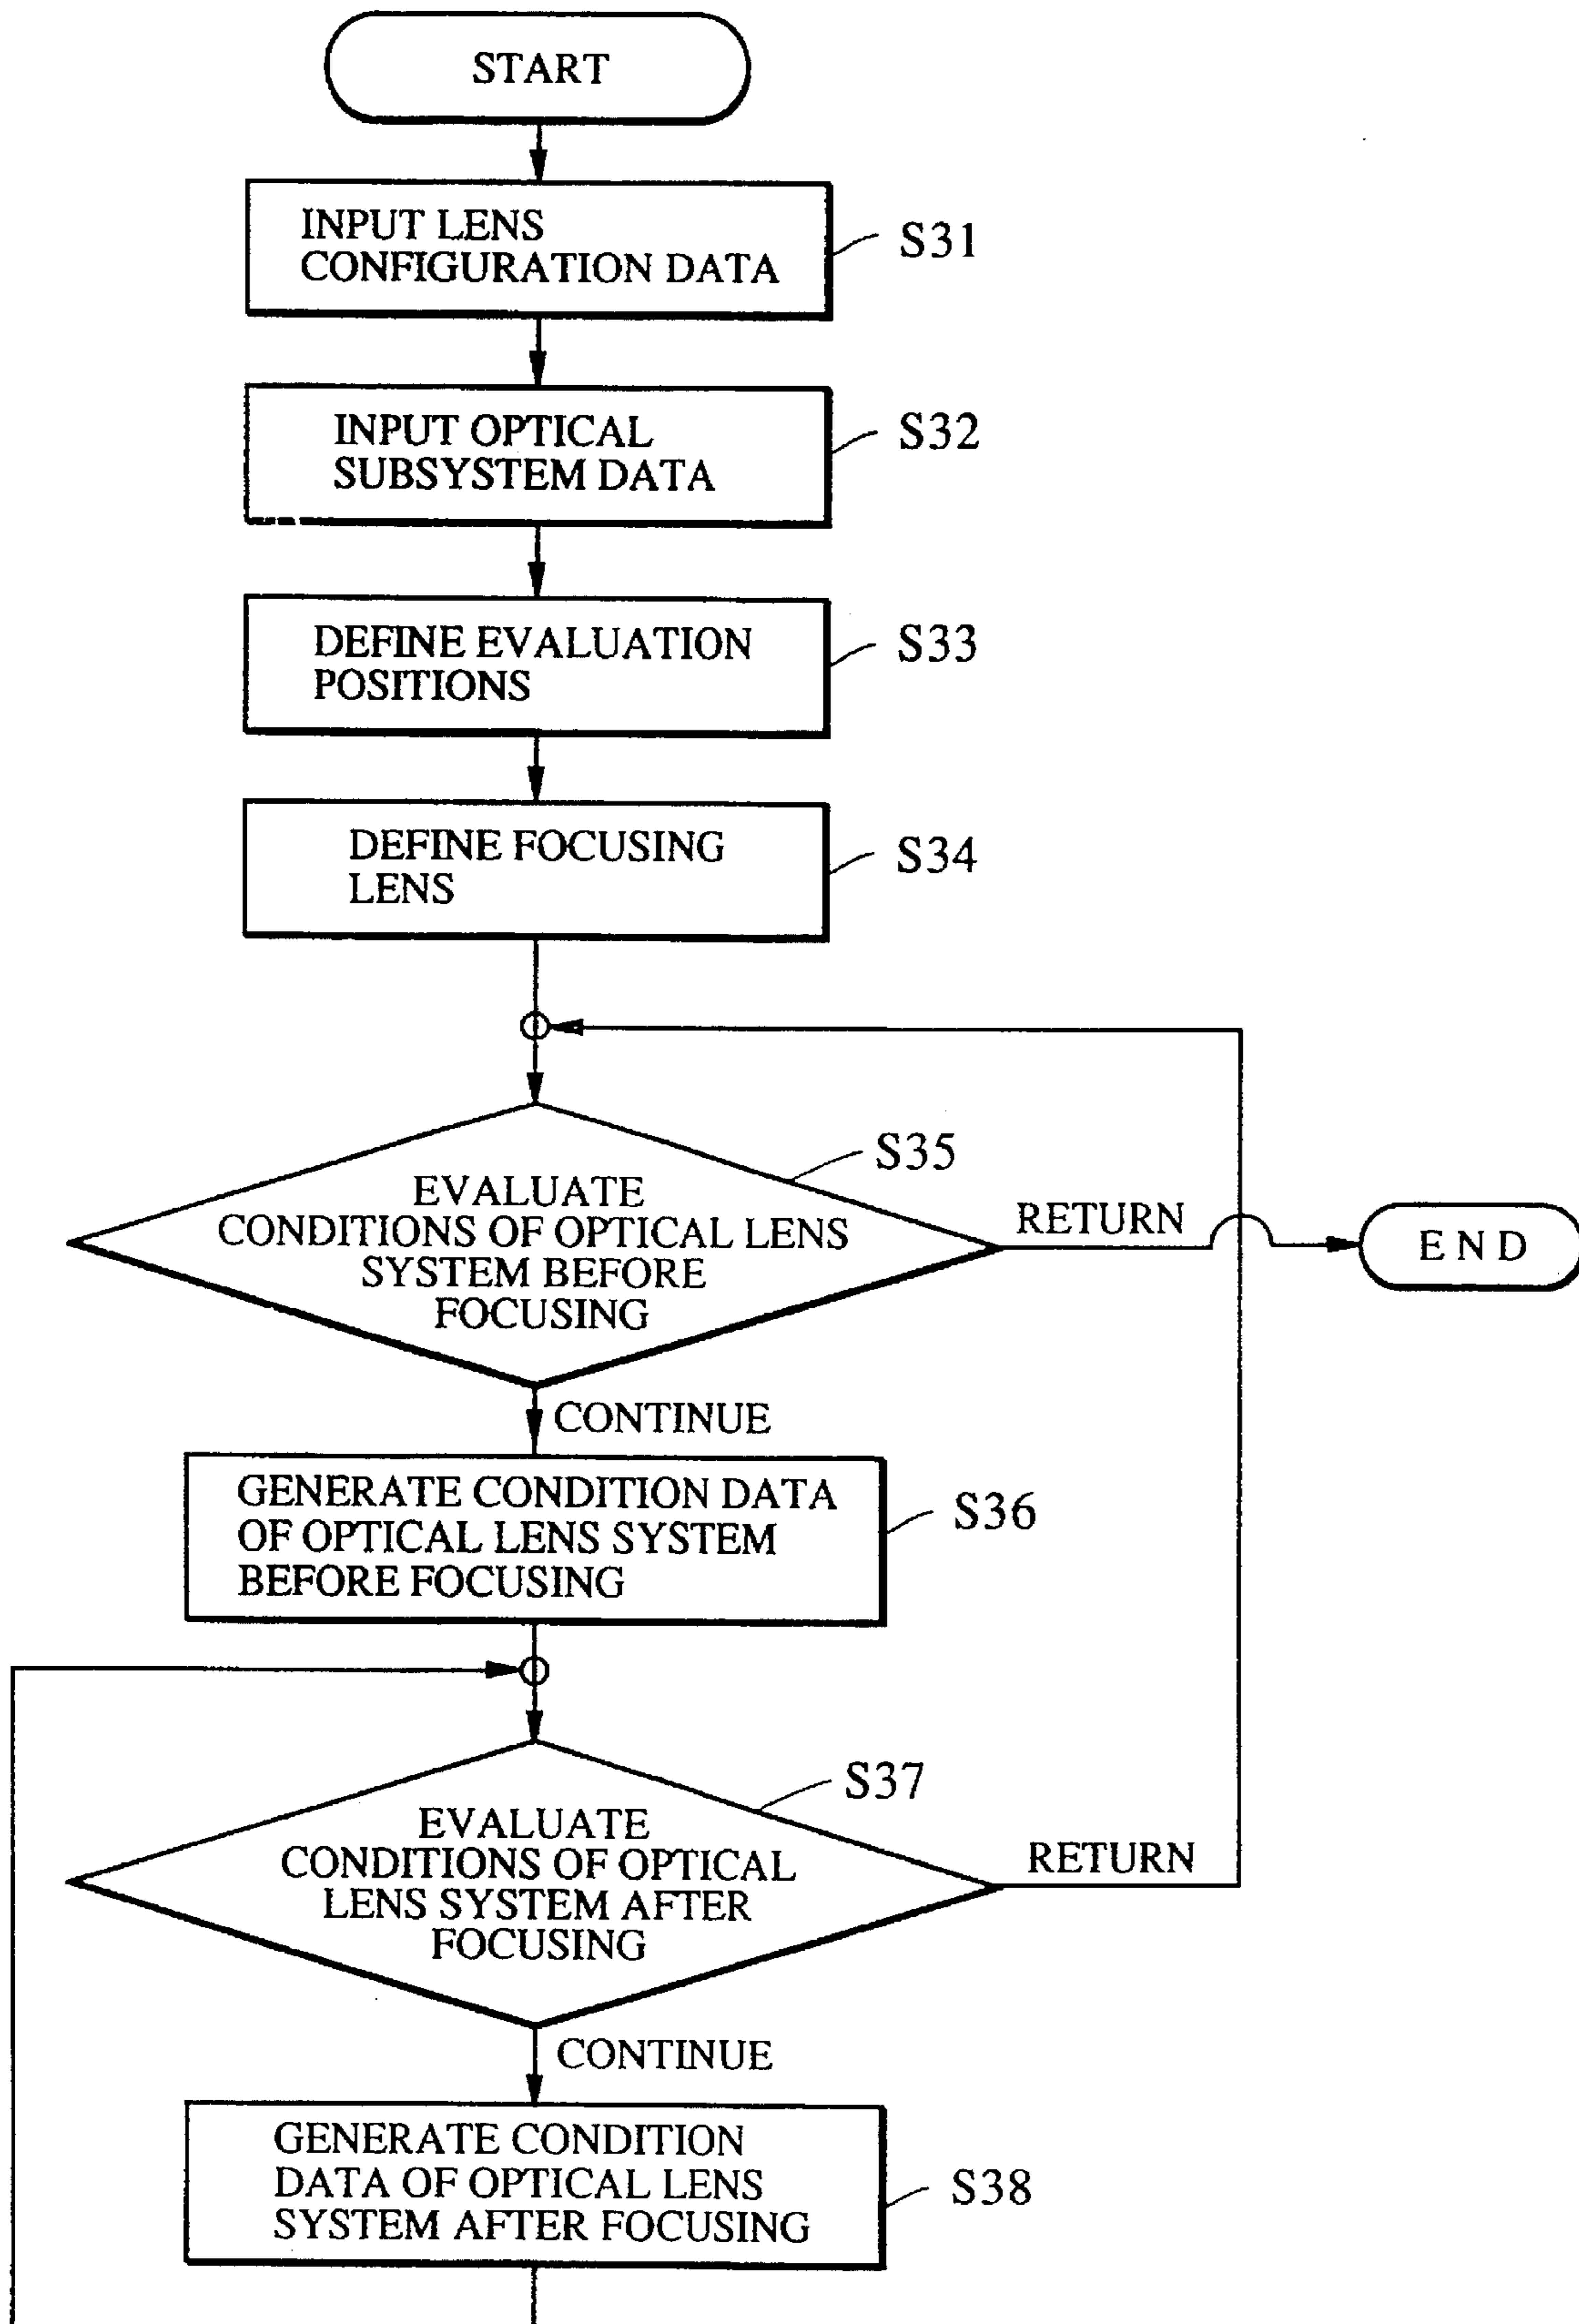 START
INPUT LENS
CONFIGURATION DATA
S31
INPUT OPTICAL
SUBSYSTEM DATA
S32
DEFINE EVALUATION
POSITIONS
S33
DEFINE FOCUSING
LENS
S34
S35
EVALUATE
CONDITIONS OF OPTICAL LENS
SYSTEM BEFORE
FOCUSING
RETURN
END
CONTINUE
GENERATE CONDITION DATA
OF OPTICAL LENS SYSTEM
BEFORE FOCUSING
S36
S37
EVALUATE
CONDITIONS OF OPTICAL
LENS SYSTEM AFTER
FOCUSING
RETURN
CONTINUE
GENERATE CONDITION
DATA OF OPTICAL LENS
SYSTEM AFTER FOCUSING
S38